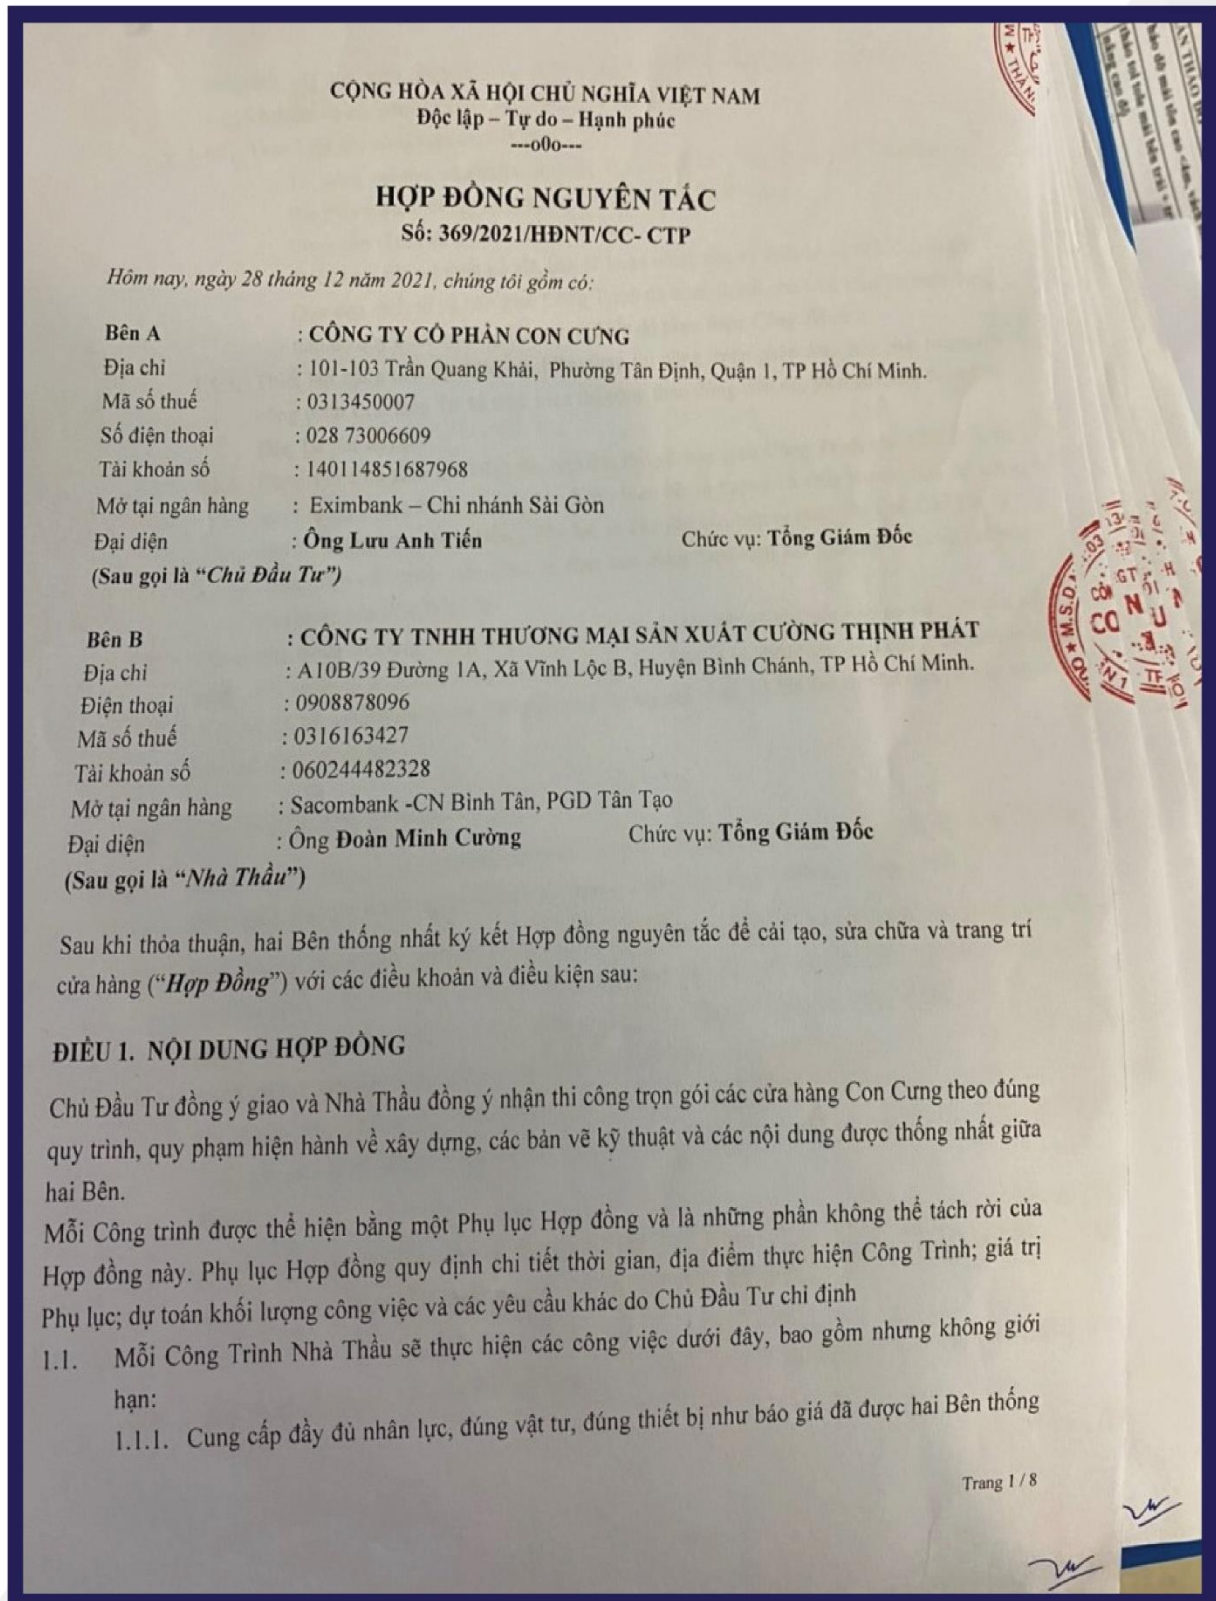 CỘNG HÒA XÃ HỘI CHỦ NGHĨA VIỆT NAM
Độc lập – Tự do – Hạnh phúc
---o0o---
HỢP ĐỒNG NGUYÊN TẮC
Số: 369/2021/HĐNT/CC- CTP
Hôm nay, ngày 28 tháng 12 năm 2021, chúng tôi gồm có:
Bên A : CÔNG TY CỔ PHẦN CON CƯNG
Địa chỉ : 101-103 Trần Quang Khải, Phường Tân Định, Quận 1, TP Hồ Chí Minh.
Mã số thuế : 0313450007
Số điện thoại : 028 73006609
Tài khoản số : 140114851687968
Mở tại ngân hàng : Eximbank – Chi nhánh Sài Gòn
Đại diện : Ông Lưu Anh Tiến Chức vụ: Tổng Giám Đốc
(Sau gọi là “Chủ Đầu Tư”)
Bên B : CÔNG TY TNHH THƯƠNG MẠI SẢN XUẤT CƯỜNG THỊNH PHÁT
Địa chỉ : A10B/39 Đường 1A, Xã Vĩnh Lộc B, Huyện Bình Chánh, TP Hồ Chí Minh.
Điện thoại : 0908878096
Mã số thuế : 0316163427
Tài khoản số : 060244482328
Mở tại ngân hàng : Sacombank -CN Bình Tân, PGD Tân Tạo
Đại diện : Ông Đoàn Minh Cường Chức vụ: Tổng Giám Đốc
(Sau gọi là “Nhà Thầu”)
Sau khi thỏa thuận, hai Bên thống nhất ký kết Hợp đồng nguyên tắc để cải tạo, sửa chữa và trang trí
cửa hàng (“Hợp Đồng”) với các điều khoản và điều kiện sau:
ĐIỀU 1. NỘI DUNG HỢP ĐỒNG
Chủ Đầu Tư đồng ý giao và Nhà Thầu đồng ý nhận thi công trọn gói các cửa hàng Con Cưng theo đúng
quy trình, quy phạm hiện hành về xây dựng, các bản vẽ kỹ thuật và các nội dung được thống nhất giữa
hai Bên.
Mỗi Công trình được thể hiện bằng một Phụ lục Hợp đồng và là những phần không thể tách rời của
Hợp đồng này. Phụ lục Hợp đồng quy định chi tiết thời gian, địa điểm thực hiện Công Trình; giá trị
Phụ lục; dự toán khối lượng công việc và các yêu cầu khác do Chủ Đầu Tư chỉ định
1.1. Mỗi Công Trình Nhà Thầu sẽ thực hiện các công việc dưới đây, bao gồm nhưng không giới
hạn:
1.1.1. Cung cấp đầy đủ nhân lực, đúng vật tư, đúng thiết bị như báo giá đã được hai Bên thống
Trang 1 / 8